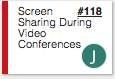 Screen #118
Sharing During
Video
Conferences
J